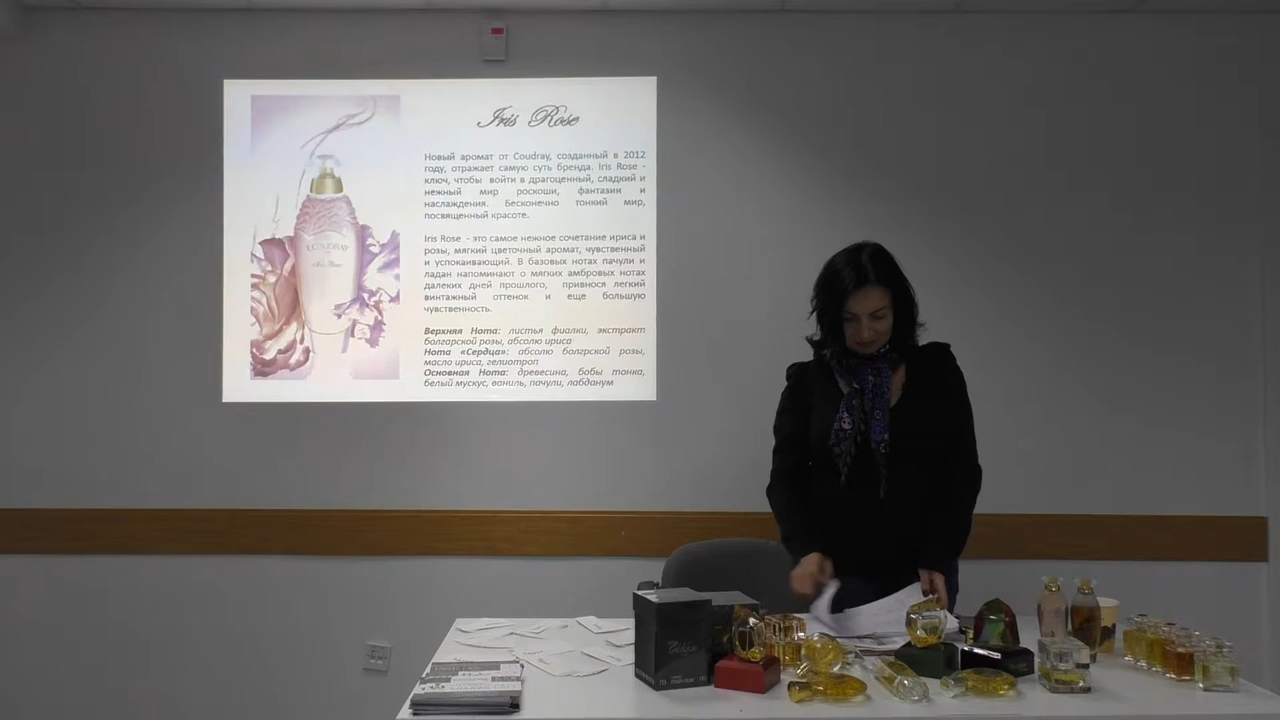 Iris Rose
Новый аромат от Coudray, созданный в 2012
году, отражает самую суть бренда. Iris Rose -
ключ, чтобы войти в драгоценный, сладкий и
нежный мир роскоши, фантазии и
наслаждения. Бесконечно тонкий мир,
посвященный красоте.
Iris Rose - это самое нежное сочетание ириса и
розы, мягкий цветочный аромат, чувственный
и успокаивающий. В базовых нотах пачули и
ладан напоминают о мягких амбровых нотах
далеких дней прошлого, привнося легкий
винтажный оттенок и еще большую
чувственность.
Верхняя Нота: листья фиалки, экстракт
болгарской розы, абсолю ириса
Нота «Сердца»: абсолю болгрской розы,
масло ириса, гелиотроп
Основная Нота: древесина, бобы тонка,
белый мускус, ваниль, пачули, лабданум
E.COUDRAY
Iris Rose